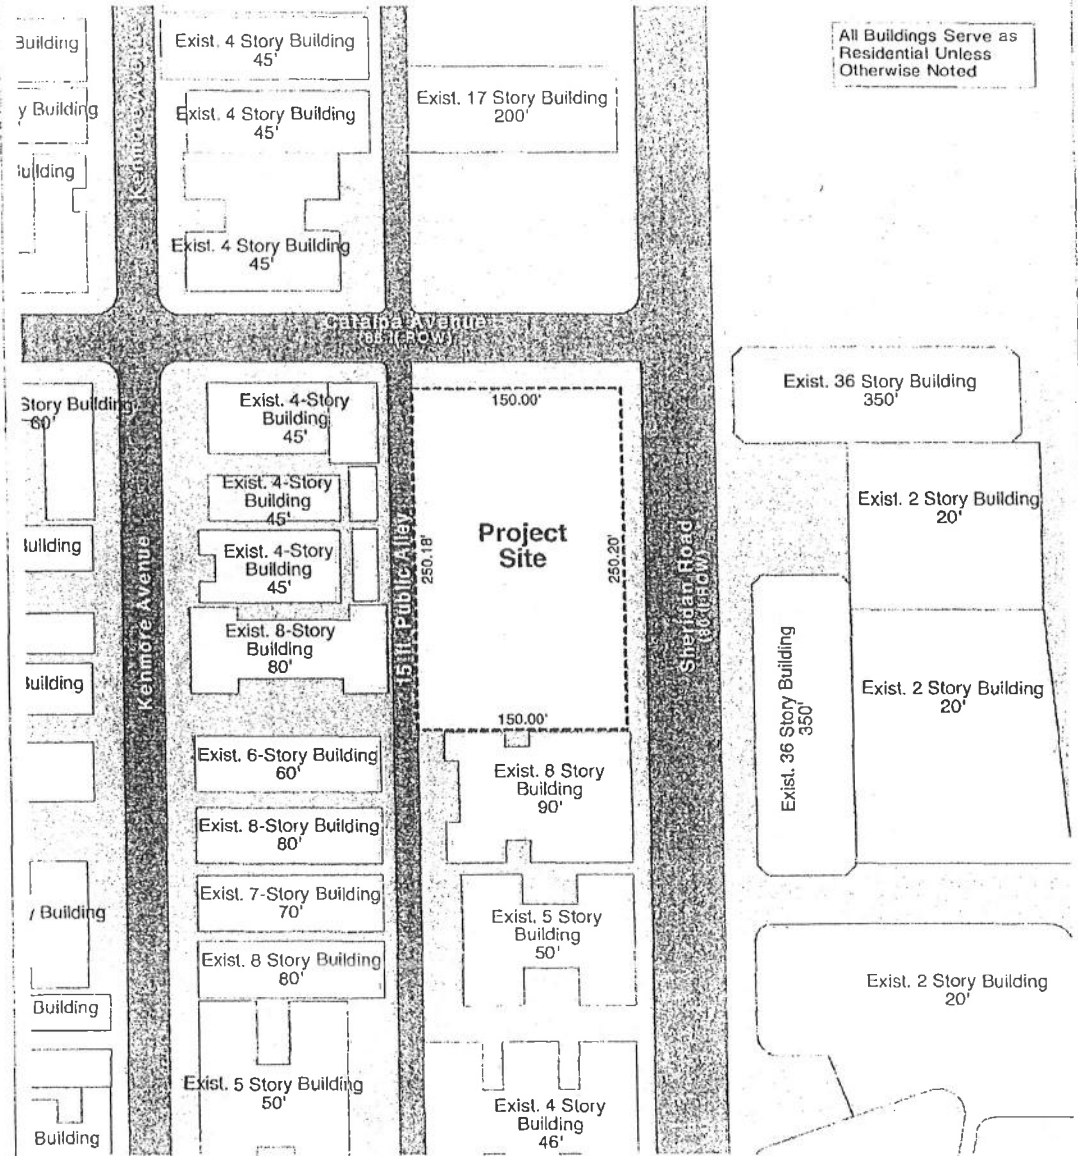 All Buildings Serve as
Residential Unless
Otherwise Noted
Building
Exist. 4 Story Building
45'
Kenmore Avenue
y Building
Exist. 4 Story Building
45'
Exist. 17 Story Building
200'
Building
Exist. 4 Story Building
45'
Catalpa Avenue
(ROW)
Story Building
60'
Exist. 4-Story
Building
45'
150.00'
Exist. 36 Story Building
350'
Exist. 4-Story
Building
45'
Exist. 2 Story Building
20'
Building
Kenmore Avenue
Exist. 4-Story
Building
45'
15 ft. Public Alley
250.18'
Project
Site
250.20'
Sheridan Road
Exist. 8-Story
Building
80'
Building
Exist. 36 Story Building
350'
Exist. 2 Story Building
20'
150.00'
Exist. 6-Story Building
60'
Exist. 8 Story
Building
90'
Exist. 8-Story Building
80'
Exist. 7-Story Building
70'
y Building
Exist. 5 Story
Building
50'
Exist. 8 Story Building
80'
Exist. 2 Story Building
20'
Building
Exist. 5 Story Building
50'
Exist. 4 Story
Building
46'
Building